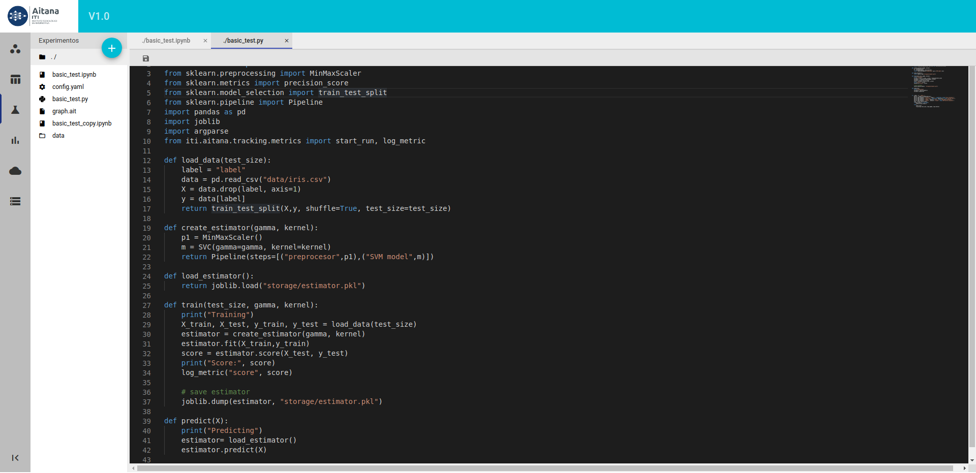 Aitana
ITI
V1.0
Experimentos
./
basic_test.ipynb
config.yaml
basic_test.py
graph.ait
basic_test_copy.ipynb
data
./basic_test.ipynb ×
./basic_test.py ×
3 from sklearn.preprocessing import MinMaxScaler
4 from sklearn.metrics import precision_score
5 from sklearn.model_selection import train_test_split
6 from sklearn.pipeline import Pipeline
7 import pandas as pd
8 import joblib
9 import argparse
10 from iti.aitana.tracking.metrics import start_run, log_metric
11
12 def load_data(test_size):
13     label = "label"
14     data = pd.read_csv("data/iris.csv")
15     X = data.drop(label, axis=1)
16     y = data[label]
17     return train_test_split(X,y, shuffle=True, test_size=test_size)
18
19 def create_estimator(gamma, kernel):
20     p1 = MinMaxScaler()
21     m = SVC(gamma=gamma, kernel=kernel)
22     return Pipeline(steps=[("preprocesor",p1),("SVM model",m)])
23
24 def load_estimator():
25     return joblib.load("storage/estimator.pkl")
26
27 def train(test_size, gamma, kernel):
28     print("Training")
29     X_train, X_test, y_train, y_test = load_data(test_size)
30     estimator = create_estimator(gamma, kernel)
31     estimator.fit(X_train,y_train)
32     score = estimator.score(X_test, y_test)
33     print("Score:", score)
34     log_metric("score", score)
35
36     # save estimator
37     joblib.dump(estimator, "storage/estimator.pkl")
38
39 def predict(X):
40     print("Predicting")
41     estimator= load_estimator()
42     estimator.predict(X)
43